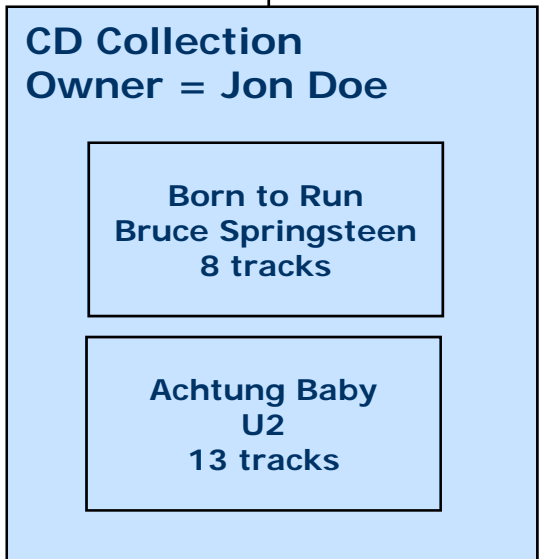 CD Collection
Owner = Jon Doe
Born to Run
Bruce Springsteen
8 tracks
Achtung Baby
U2
13 tracks